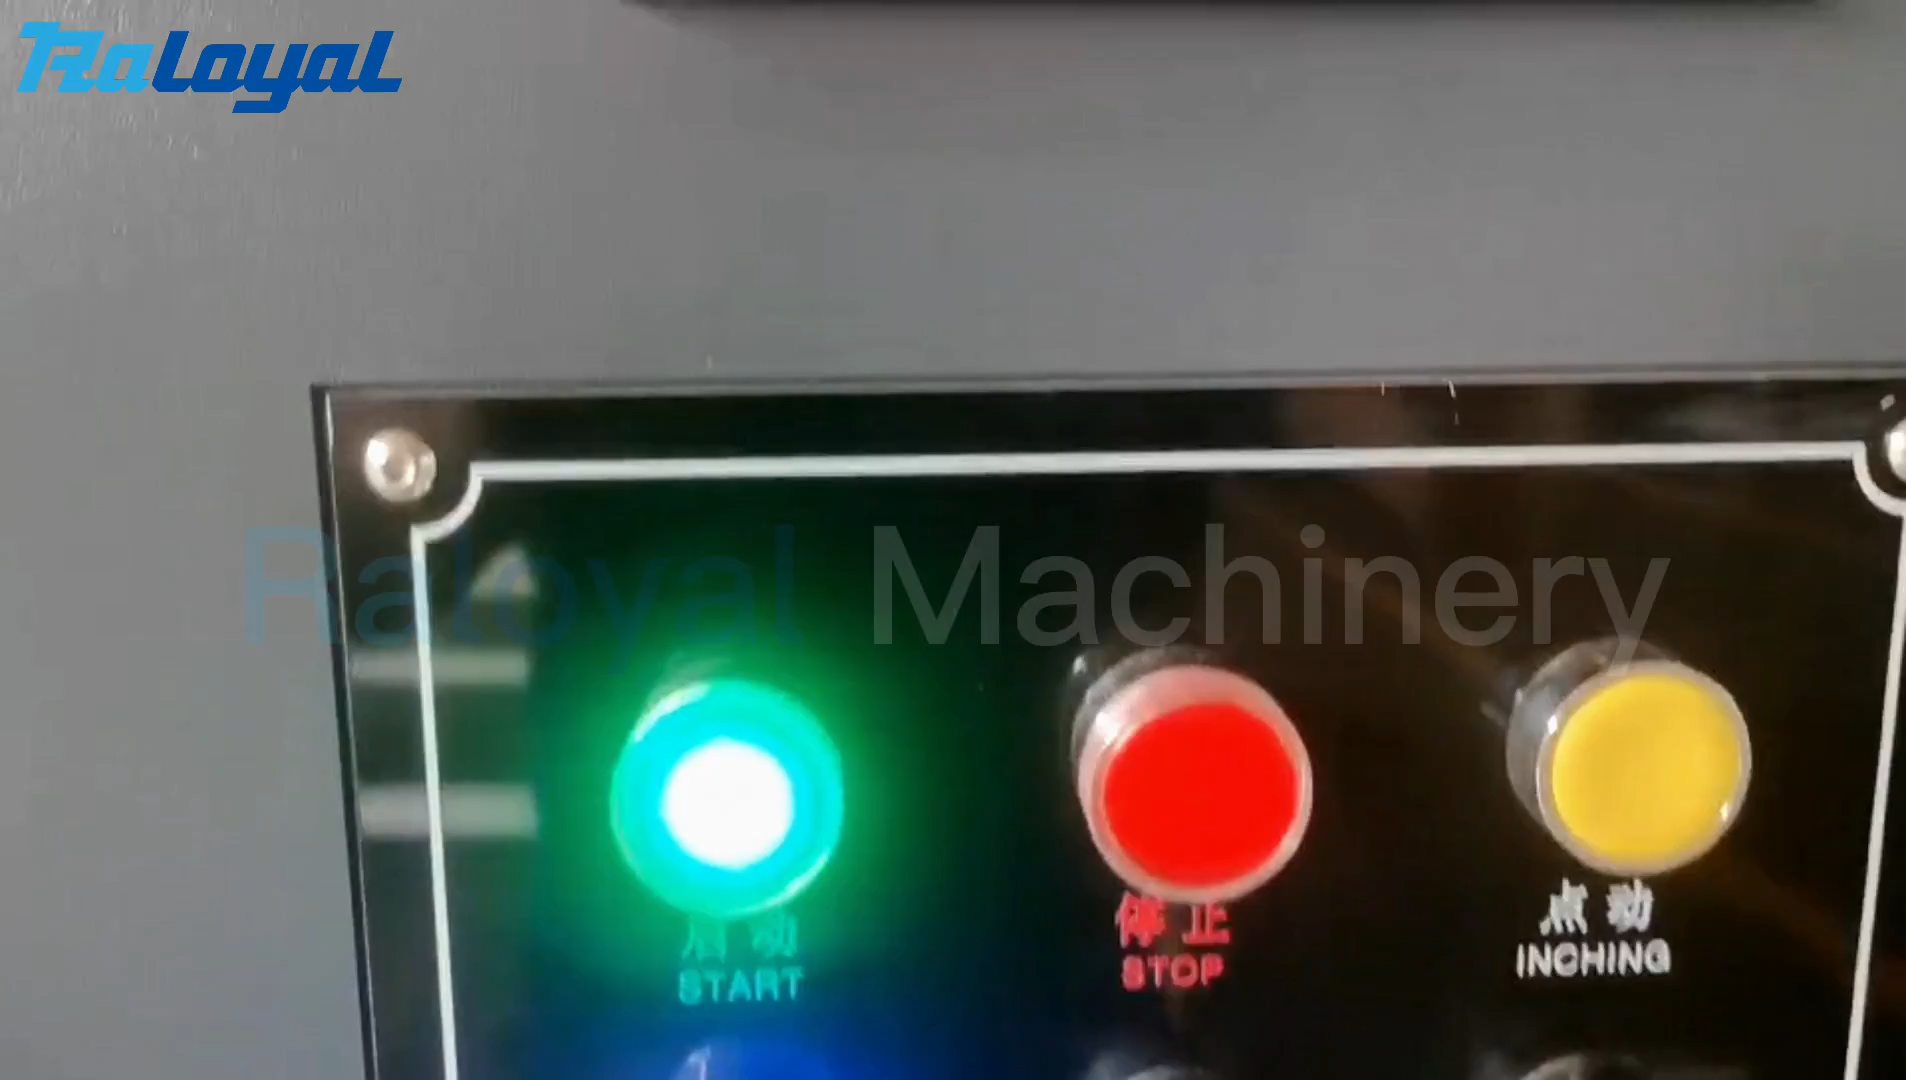 Raloyal
Raloyal Machinery
启动 停止 点动
START STOP INCHING